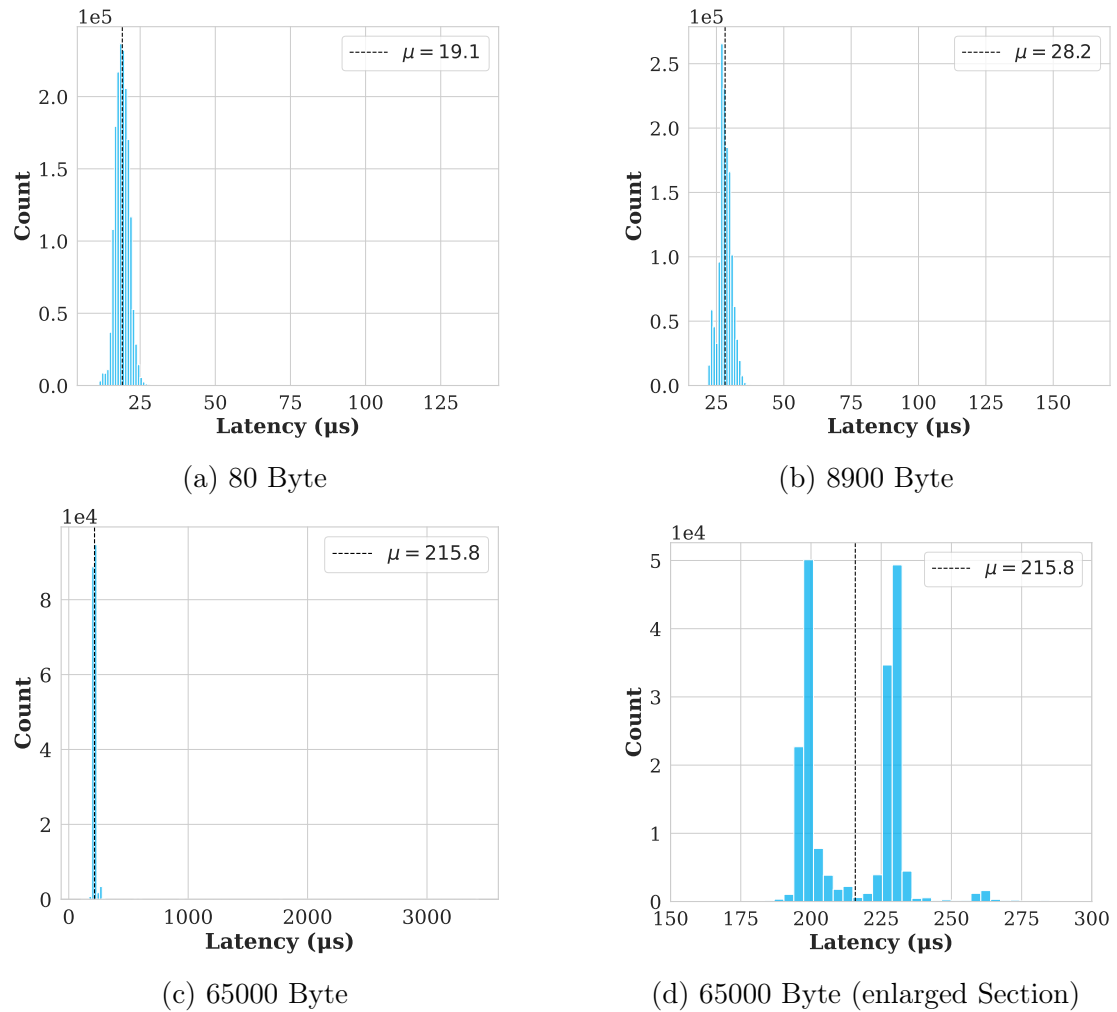 1e5
μ = 19.1
2.0
1.5
1.0
0.5
0.0
Count
25 50 75 100 125
Latency (μs)
(a) 80 Byte
1e5
μ = 28.2
2.5
2.0
1.5
1.0
0.5
0.0
Count
25 50 75 100 125 150
Latency (μs)
(b) 8900 Byte
1e4
μ = 215.8
8
6
4
2
0
Count
0 1000 2000 3000
Latency (μs)
(c) 65000 Byte
1e4
μ = 215.8
5
4
3
2
1
0
Count
150 175 200 225 250 275 300
Latency (μs)
(d) 65000 Byte (enlarged Section)